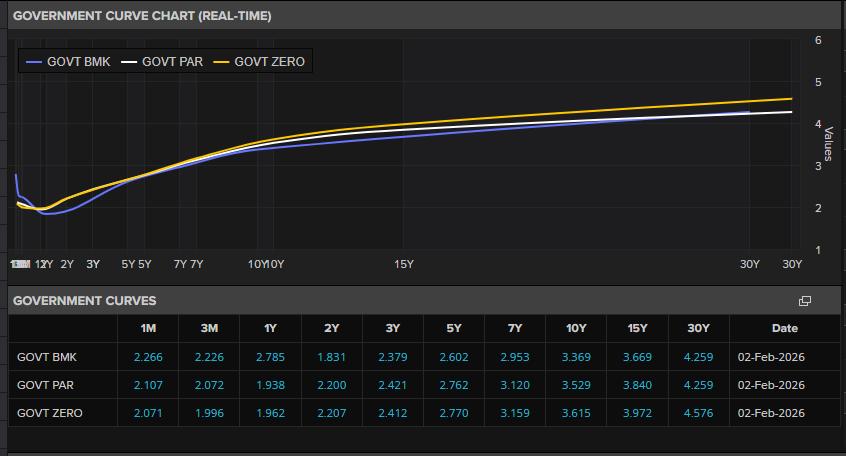 GOVERNMENT CURVE CHART (REAL-TIME)
GOVT BMK GOVT PAR GOVT ZERO
6
5
4
3
2
1
Values
2Y 3Y 5Y 5Y 7Y 7Y 10Y 10Y 15Y 30Y 30Y
GOVERNMENT CURVES
1M 3M 1Y 2Y 3Y 5Y 7Y 10Y 15Y 30Y Date
GOVT BMK 2.266 2.226 2.785 1.831 2.379 2.602 2.953 3.369 3.669 4.259 02-Feb-2026
GOVT PAR 2.107 2.072 1.938 2.200 2.421 2.762 3.120 3.529 3.840 4.259 02-Feb-2026
GOVT ZERO 2.071 1.996 1.962 2.207 2.412 2.770 3.159 3.615 3.972 4.576 02-Feb-2026